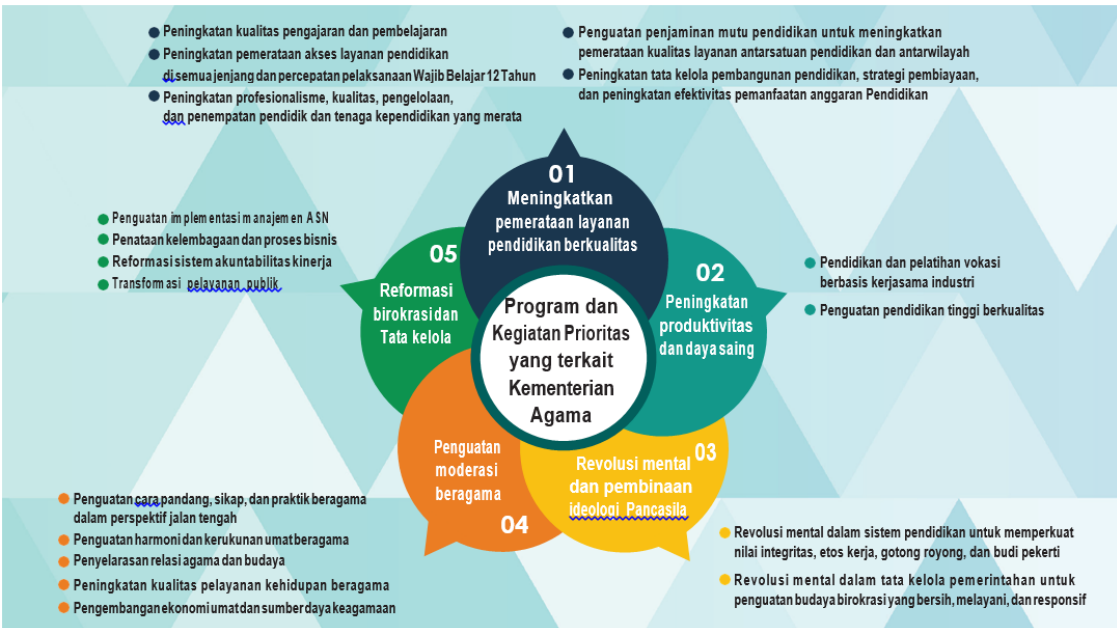 Peningkatan kualitas pengajaran dan pembelajaran
Peningkatan pemerataan akses layanan pendidikan
di semua jenjang dan percepatan pelaksanaan Wajib Belajar 12 Tahun
Peningkatan profesionalisme, kualitas, pengelolaan,
dan penempatan pendidik dan tenaga kependidikan yang merata
Penguatan penjaminan mutu pendidikan untuk meningkatkan
pemerataan kualitas layanan antarsatuan pendidikan dan antarwilayah
Peningkatan tata kelola pembangunan pendidikan, strategi pembiayaan,
dan peningkatan efektivitas pemanfaatan anggaran Pendidikan
01
Meningkatkan
pemerataan layanan
pendidikan berkualitas
Penguatan implementasi manajemen ASN
Penataan kelembagaan dan proses bisnis
Reformasi sistem akuntabilitas kinerja
Transformasi pelayanan publik
05
Reformasi
birokrasi dan
Tata kelola
Program dan
Kegiatan Prioritas
yang terkait
Kementerian
Agama
02
Peningkatan
produktivitas
dan daya saing
Pendidikan dan pelatihan vokasi
berbasis kerjasama industri
Penguatan pendidikan tinggi berkualitas
Penguatan
moderasi
beragama
04
03
Revolusi mental
dan pembinaan
ideologi Pancasila
Penguatan cara pandang, sikap, dan praktik beragama
dalam perspektif jalan tengah
Penguatan harmoni dan kerukunan umat beragama
Penyelarasan relasi agama dan budaya
Peningkatan kualitas pelayanan kehidupan beragama
Pengembangan ekonomi umat dan sumber daya keagamaan
Revolusi mental dalam sistem pendidikan untuk memperkuat
nilai integritas, etos kerja, gotong royong, dan budi pekerti
Revolusi mental dalam tata kelola pemerintahan untuk
penguatan budaya birokrasi yang bersih, melayani, dan responsif